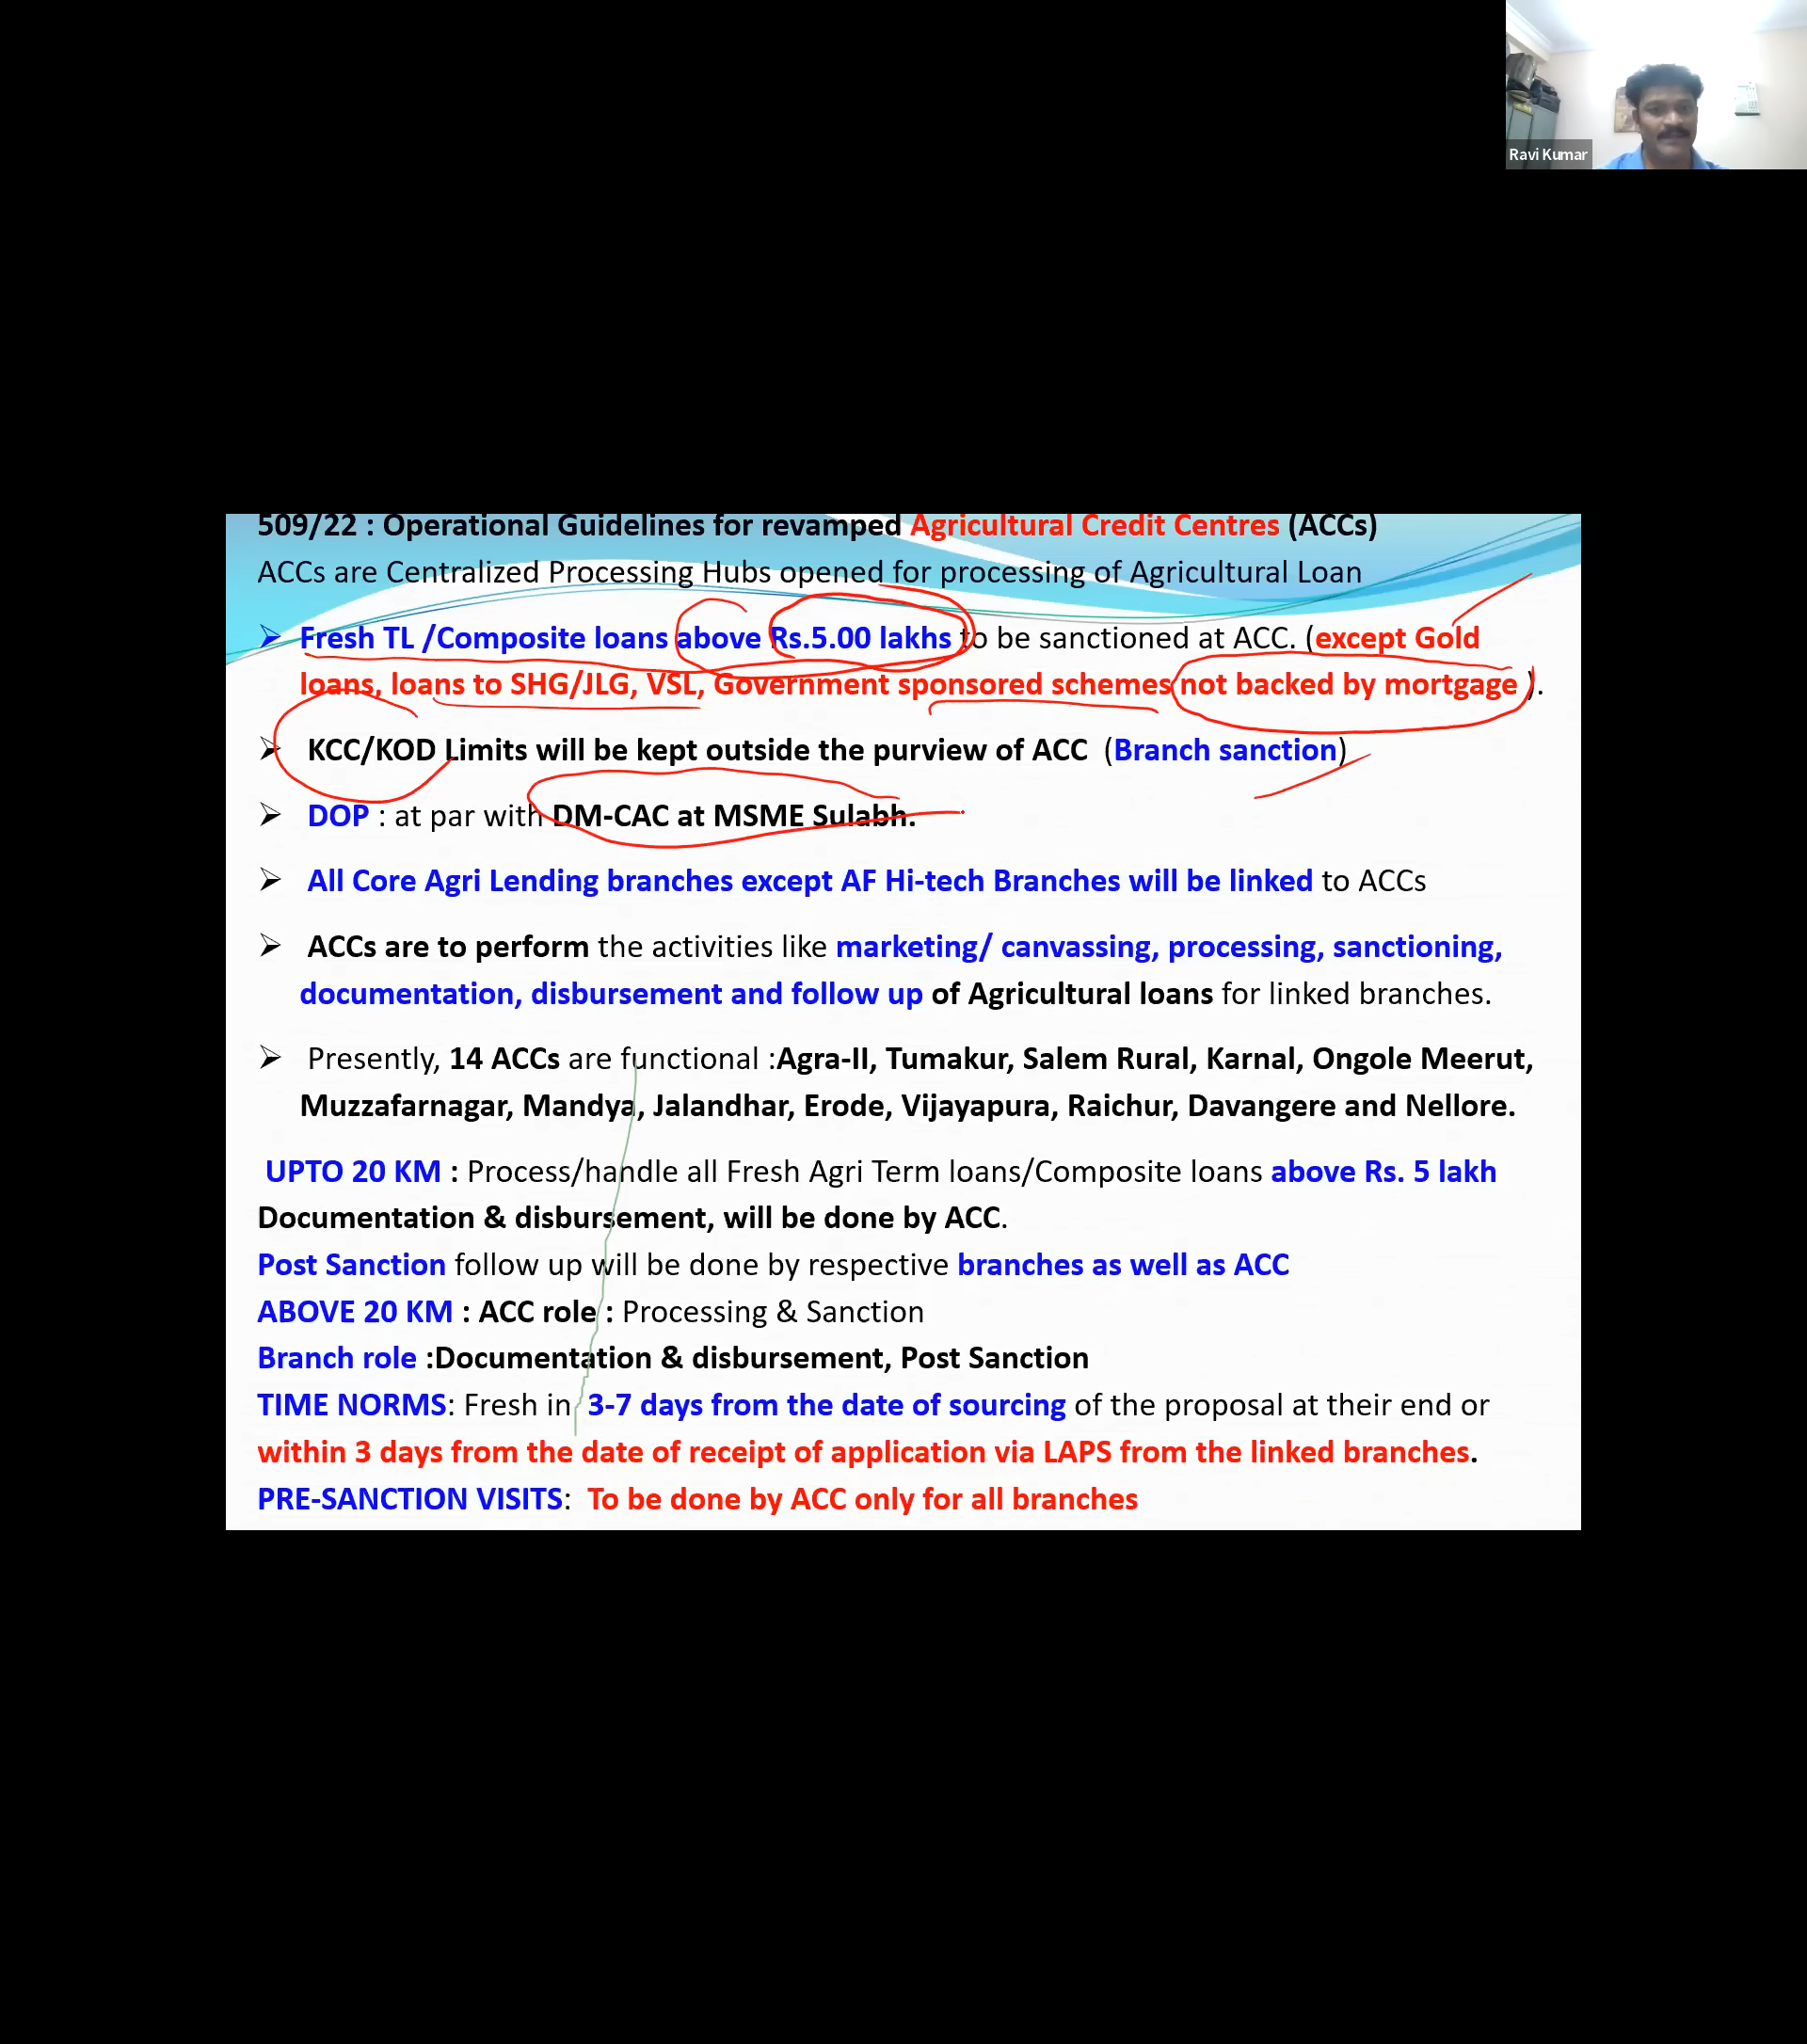 Ravi Kumar
509/22 : Operational Guidelines for revamped Agricultural Credit Centres (ACCs)
ACCs are Centralized Processing Hubs opened for processing of Agricultural Loan
➢ Fresh TL /Composite loans above Rs.5.00 lakhs to be sanctioned at ACC. (except Gold
loans, loans to SHG/JLG, VSL, Government sponsored schemes not backed by mortgage ).
➢ KCC/KOD Limits will be kept outside the purview of ACC (Branch sanction)
➢ DOP : at par with DM-CAC at MSME Sulabh.
➢ All Core Agri Lending branches except AF Hi-tech Branches will be linked to ACCs
➢ ACCs are to perform the activities like marketing/ canvassing, processing, sanctioning,
documentation, disbursement and follow up of Agricultural loans for linked branches.
➢ Presently, 14 ACCs are functional :Agra-II, Tumakur, Salem Rural, Karnal, Ongole Meerut,
Muzzafarnagar, Mandya, Jalandhar, Erode, Vijayapura, Raichur, Davangere and Nellore.
UPTO 20 KM : Process/handle all Fresh Agri Term loans/Composite loans above Rs. 5 lakh
Documentation & disbursement, will be done by ACC.
Post Sanction follow up will be done by respective branches as well as ACC
ABOVE 20 KM : ACC role : Processing & Sanction
Branch role :Documentation & disbursement, Post Sanction
TIME NORMS: Fresh in 3-7 days from the date of sourcing of the proposal at their end or
within 3 days from the date of receipt of application via LAPS from the linked branches.
PRE-SANCTION VISITS: To be done by ACC only for all branches